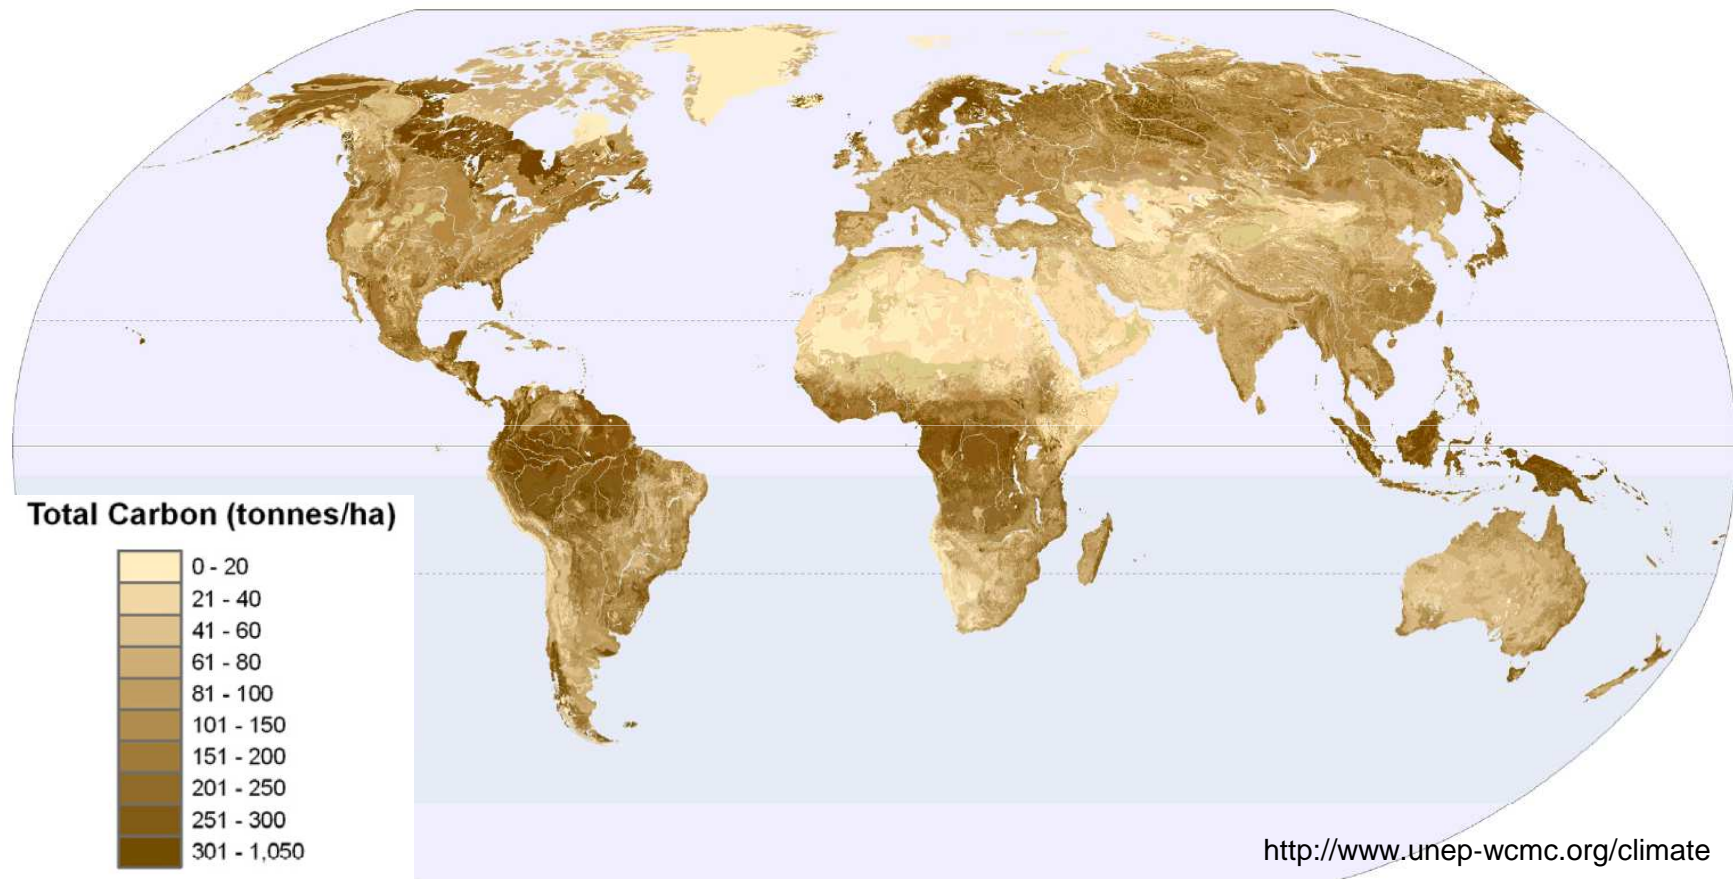 Total Carbon (tonnes/ha)
0 - 20
21 - 40
41 - 60
61 - 80
81 - 100
101 - 150
151 - 200
201 - 250
251 - 300
301 - 1,050
http://www.unep-wcmc.org/climate